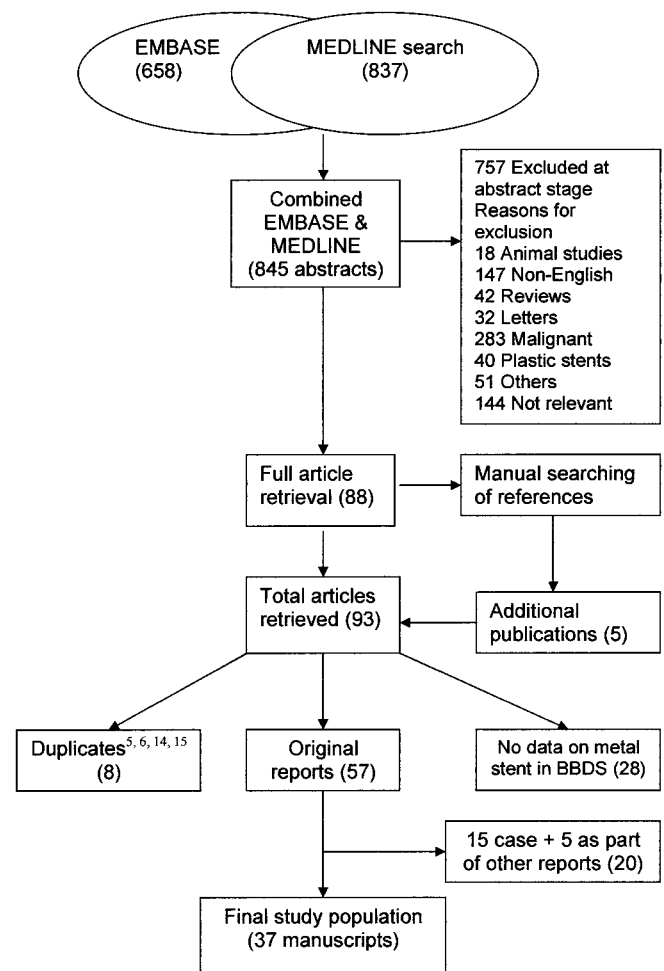 EMBASE
(658)
MEDLINE search
(837)
Combined
EMBASE &
MEDLINE
(845 abstracts)
757 Excluded at
abstract stage
Reasons for
exclusion
18 Animal studies
147 Non-English
42 Reviews
32 Letters
283 Malignant
40 Plastic stents
51 Others
144 Not relevant
Full article
retrieval (88)
Manual searching
of references
Total articles
retrieved (93)
Additional
publications (5)
Duplicates5, 6, 14, 15
(8)
Original
reports (57)
No data on metal
stent in BBDS (28)
15 case + 5 as part
of other reports (20)
Final study population
(37 manuscripts)